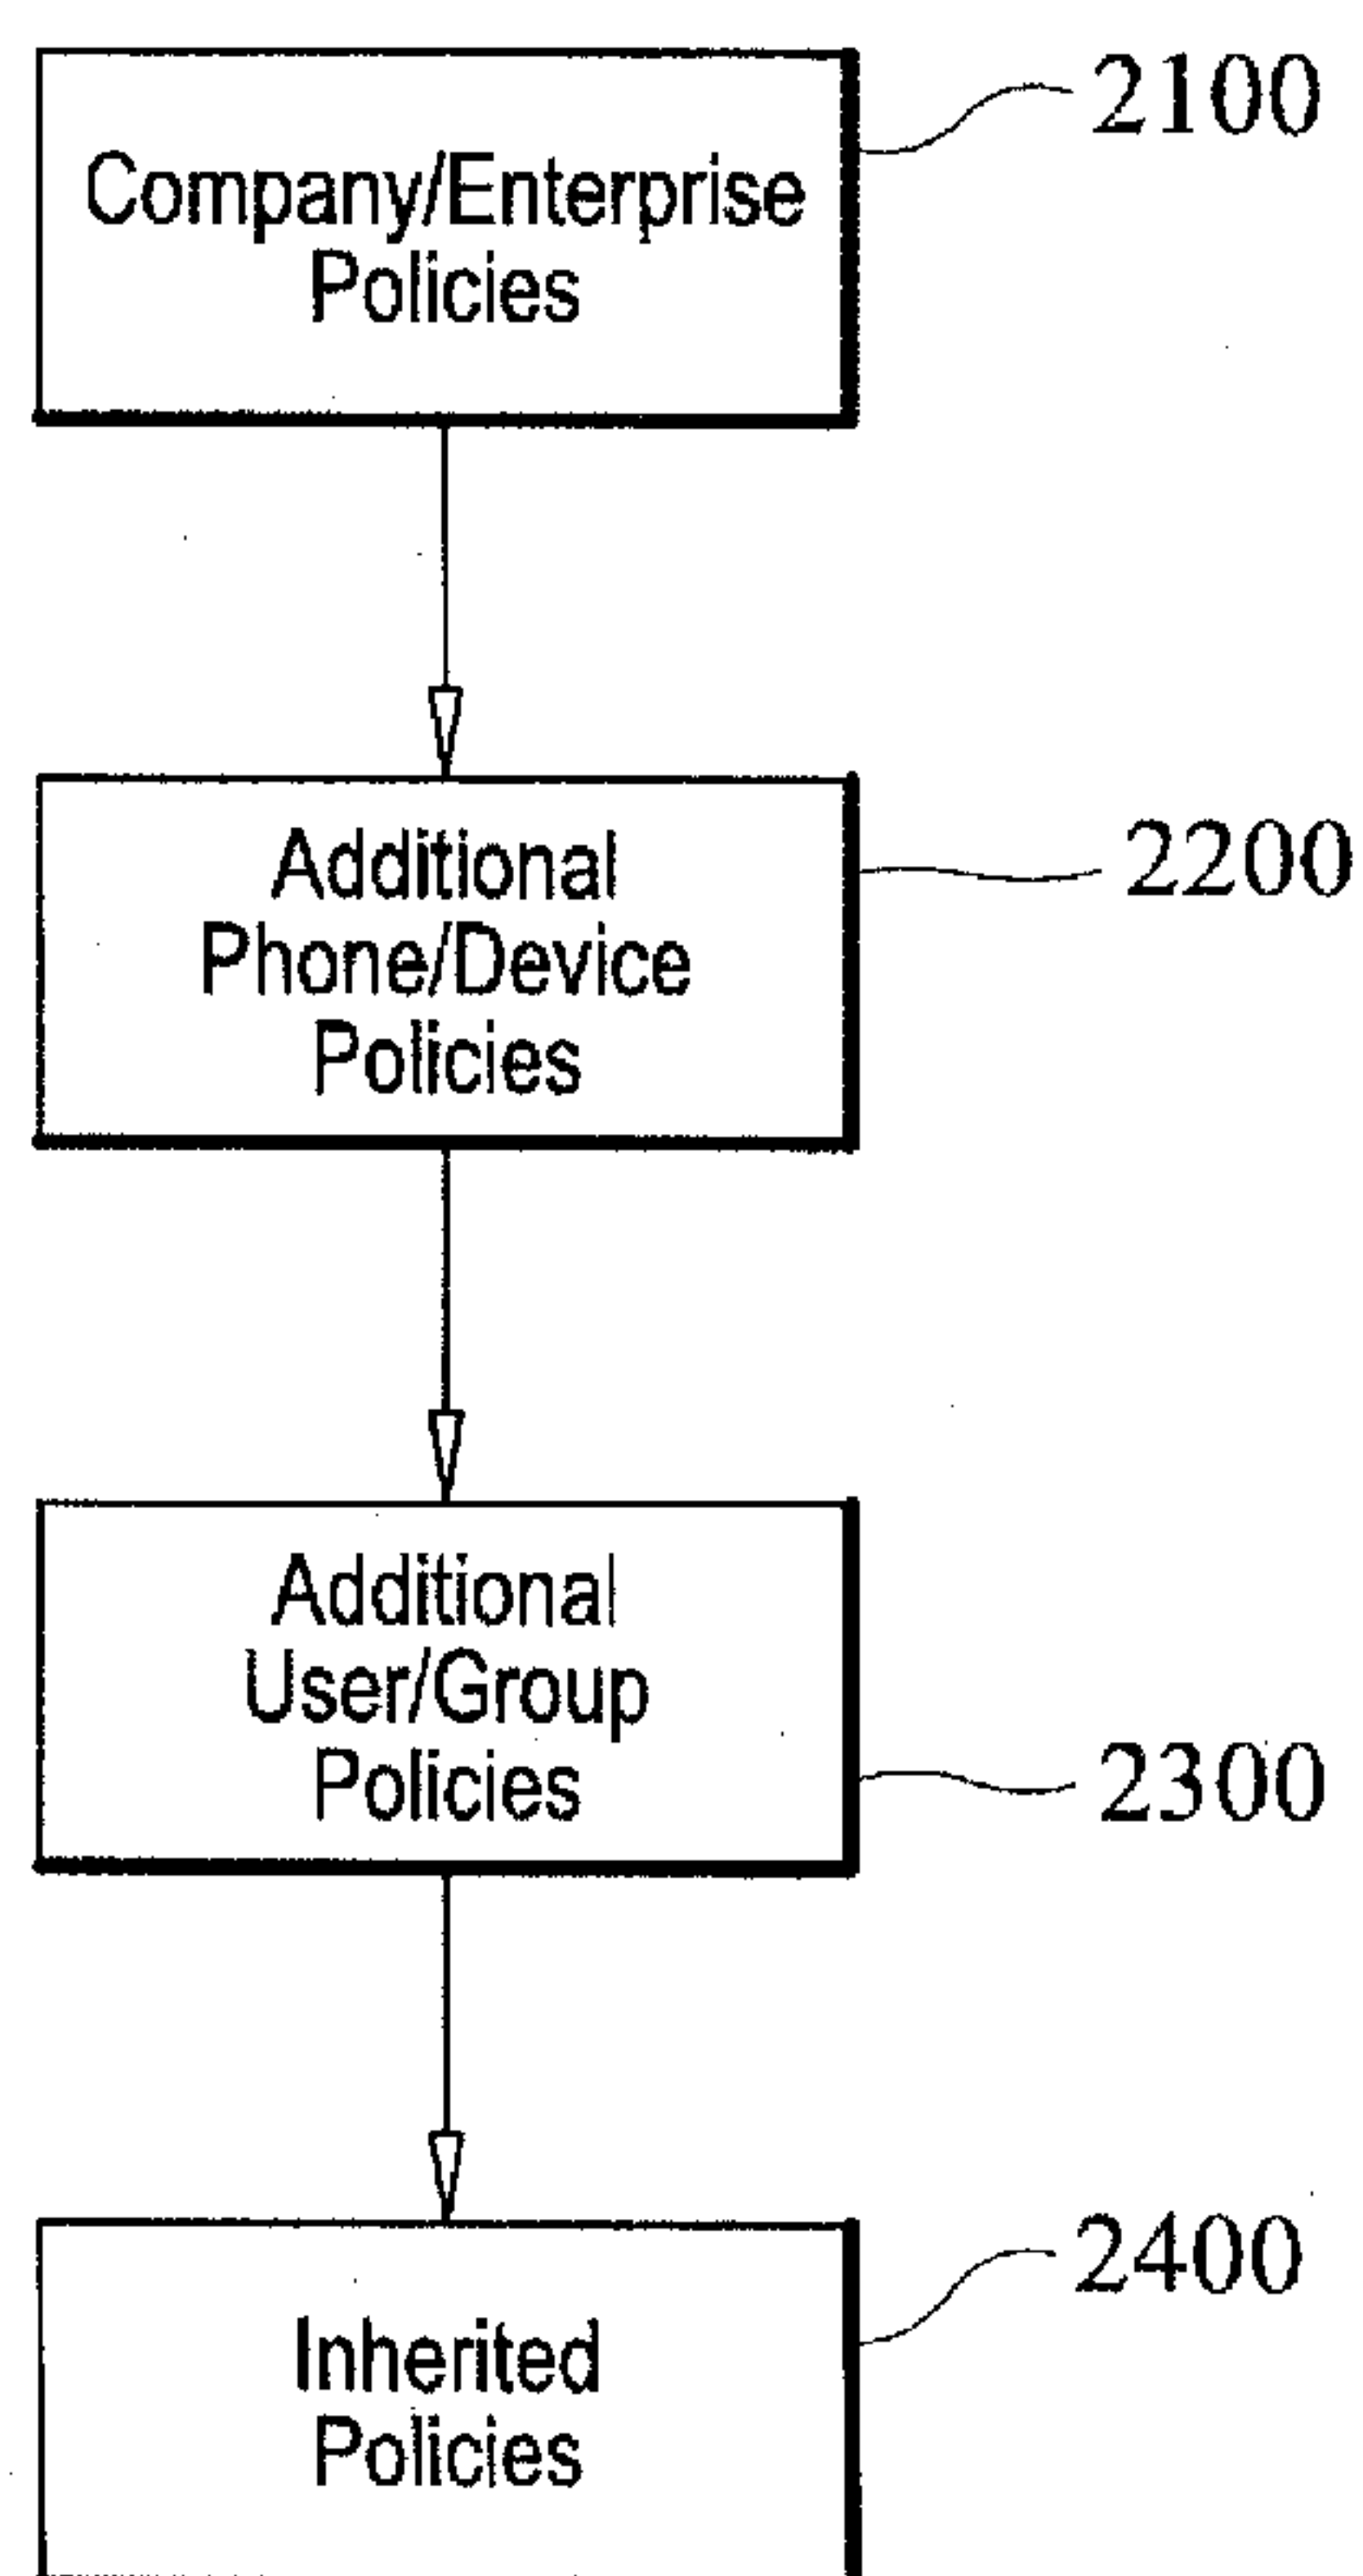 2100
Company/Enterprise
Policies
2200
Additional
Phone/Device
Policies
Additional
User/Group
Policies
2300
2400
Inherited
Policies